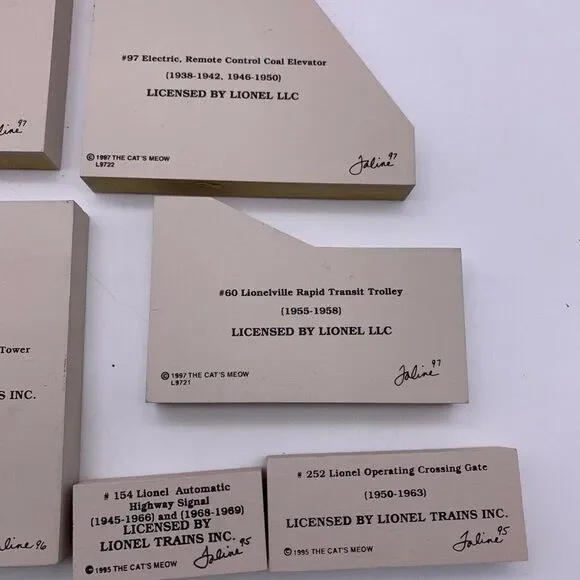 #97 Electric, Remote Control Coal Elevator
(1938-1942, 1946-1950)
LICENSED BY LIONEL LLC
© 1997 THE CAT'S MEOW
L9722
Faline 97
line 97
#60 Lionelville Rapid Transit Trolley
(1955-1958)
LICENSED BY LIONEL LLC
© 1997 THE CAT'S MEOW
L9721
Faline 97
Tower
S INC.
line 96
# 154 Lionel Automatic
Highway Signal
(1945-1966) and (1968-1969)
LICENSED BY
LIONEL TRAINS INC.
© 1995 THE CAT'S MEOW
Faline 95
# 252 Lionel Operating Crossing Gate
(1950-1963)
LICENSED BY LIONEL TRAINS INC.
© 1995 THE CAT'S MEOW
Faline 95